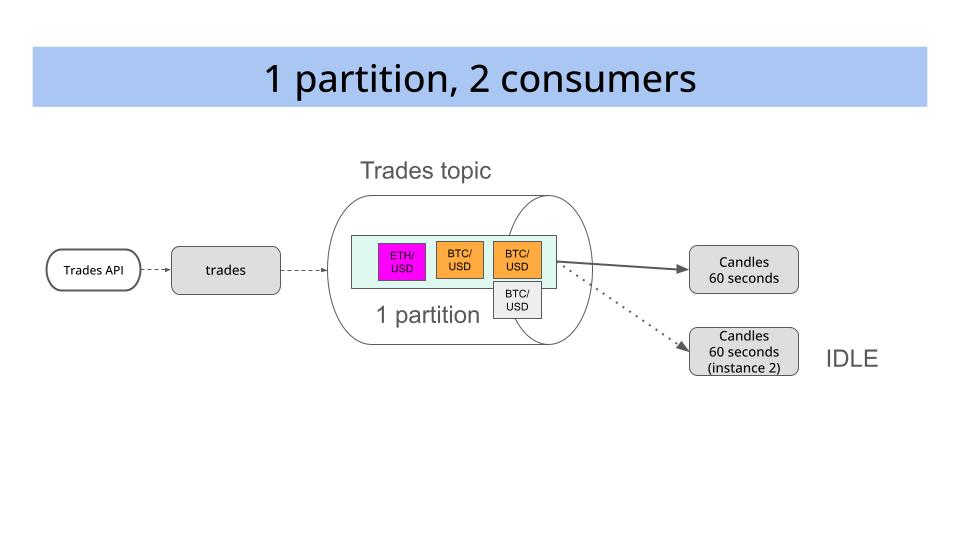 1 partition, 2 consumers
Trades topic
Trades API
trades
ETH/
USD
BTC/
USD
BTC/
USD
BTC/
USD
1 partition
Candles
60 seconds
Candles
60 seconds
(instance 2)
IDLE